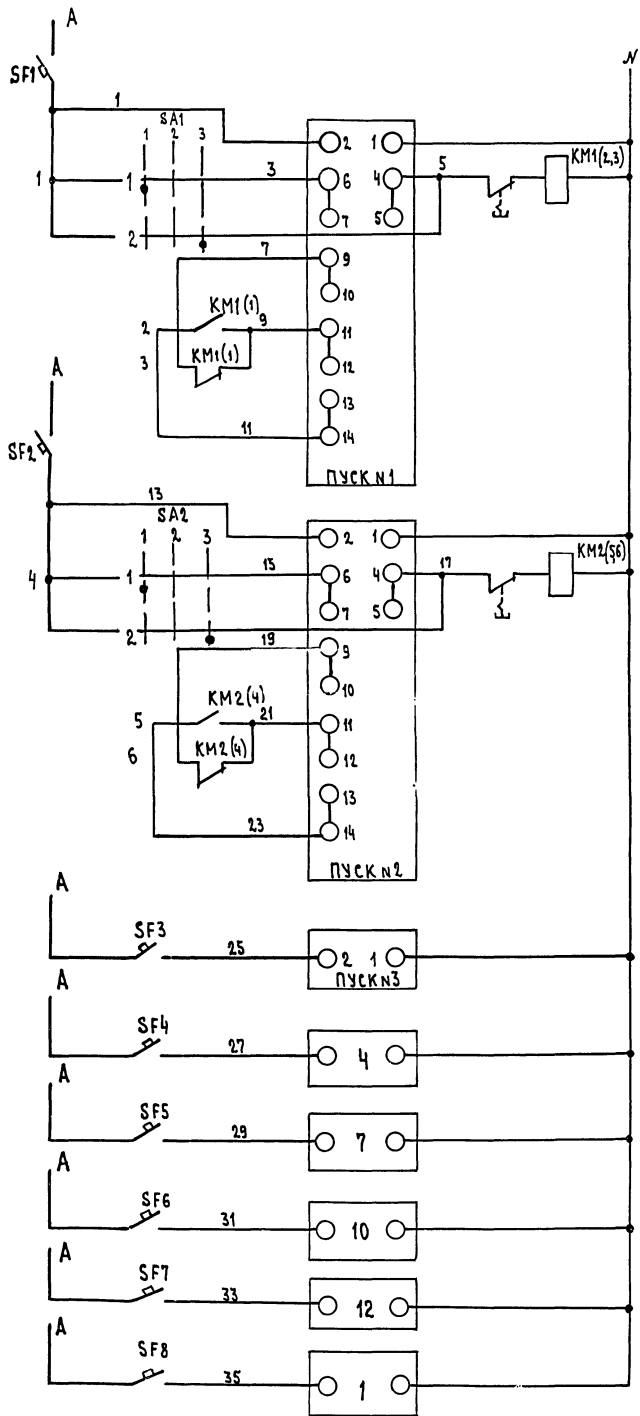 A
SF1
N
1
SA1
1 2 3
2 1
KM1(2,3)
1
1
3
6 4
5
7 5
2
7
9
10
KM1(1)
2
9
11
3
KM1(1)
12
13
11
14
ПУСК N1
A
SF2
13
SA2
1 2 3
2 1
KM2(5,6)
4
1
15
6 4
17
7 5
2
19
9
10
KM2(4)
5
21
11
6
KM2(4)
12
13
23
14
ПУСК N2
A
SF3
25
2 1
ПУСК N3
A
SF4
27
4
A
SF5
29
7
A
SF6
31
10
A
SF7
33
12
A
SF8
35
1